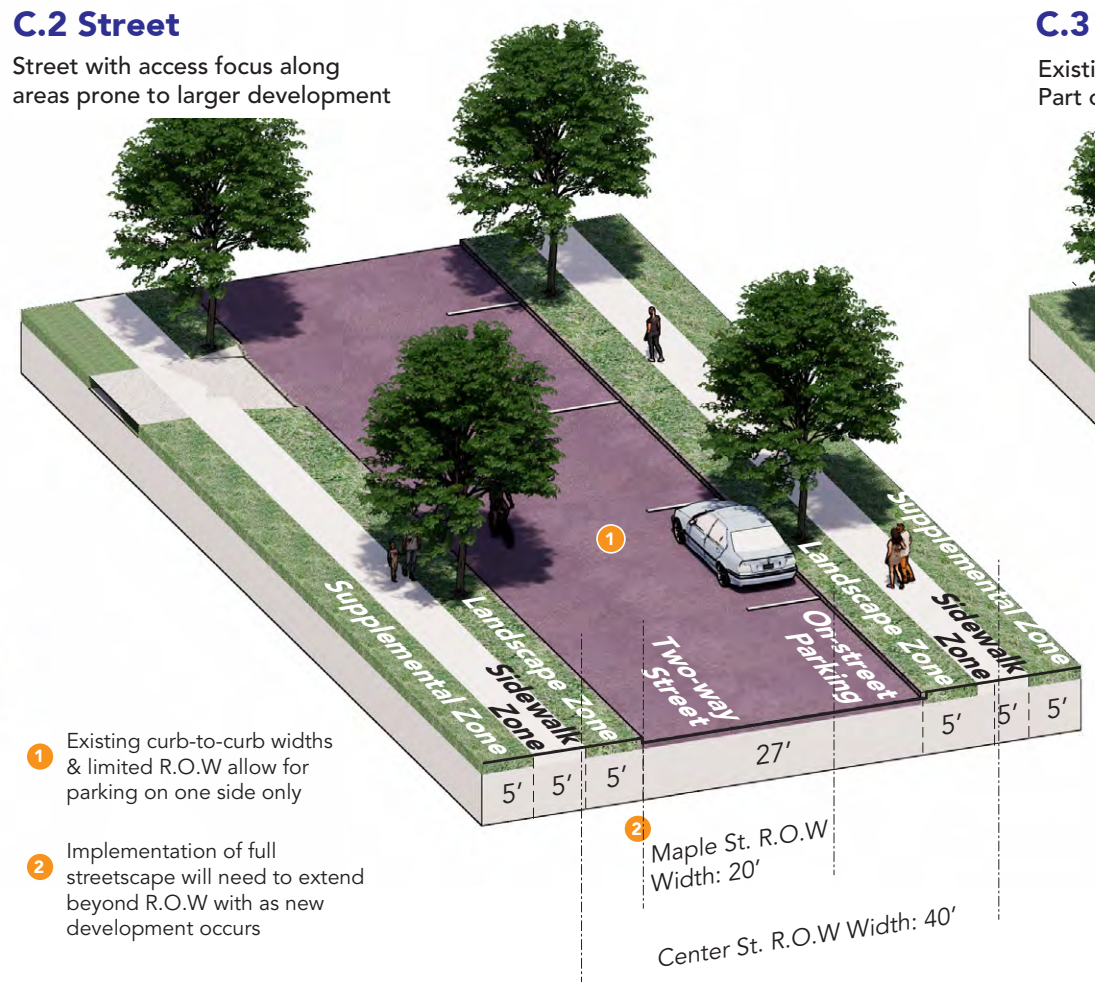 C.2 Street
Street with access focus along
areas prone to larger development
C.3
Existi
Part o
1
Supplemental Zone
Sidewalk
Zone
Landscape Zone
Two-way
Street
On-street
Parking
Landscape Zone
Sidewalk
Zone
Supplemental Zone
5’
5’
5’
27’
5’
5’
5’
1
Existing curb-to-curb widths
& limited R.O.W allow for
parking on one side only
2
Implementation of full
streetscape will need to extend
beyond R.O.W with as new
development occurs
2
Maple St. R.O.W
Width: 20’
Center St. R.O.W Width: 40’